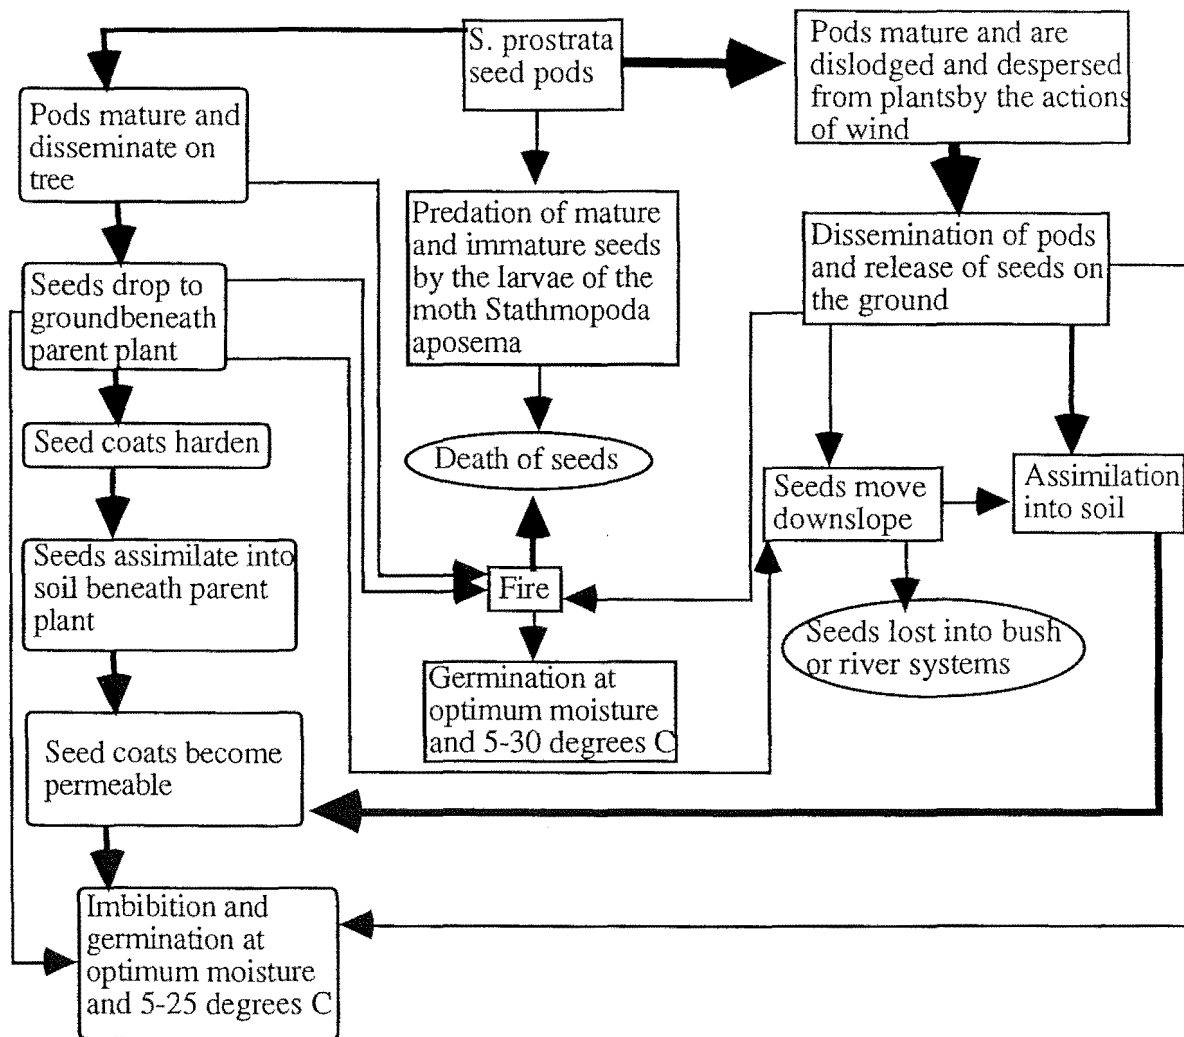 S. prostrata
seed pods
Pods mature and are
dislodged and despersed
from plantsby the actions
of wind
Pods mature and
disseminate on
tree
Predation of mature
and immature seeds
by the larvae of the
moth Stathmopoda
aposema
Dissemination of pods
and release of seeds on
the ground
Seeds drop to
groundbeneath
parent plant
Seed coats harden
Death of seeds
Seeds move
downslope
Assimilation
into soil
Seeds assimilate into
soil beneath parent
plant
Fire
Seeds lost into bush
or river systems
Germination at
optimum moisture
and 5-30 degrees C
Seed coats become
permeable
Imbibition and
germination at
optimum moisture
and 5-25 degrees C